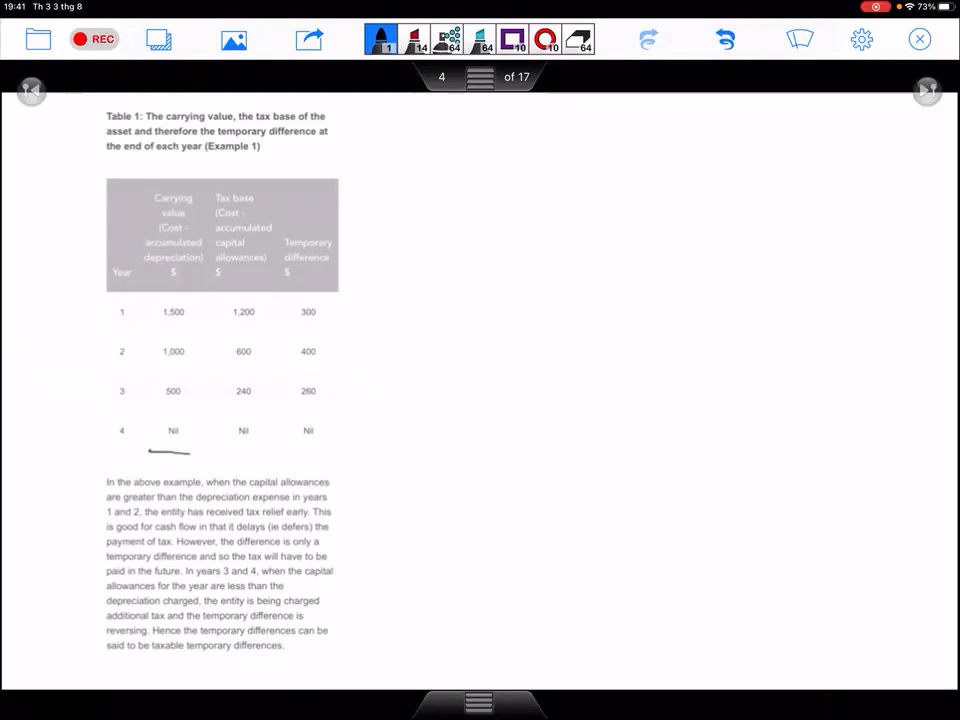 19:41 Th 3 3 thg 8
73%
REC
1
14
64
64
10
10
64
4 of 17
Table 1: The carrying value, the tax base of the
asset and therefore the temporary difference at
the end of each year (Example 1)
Year
Carrying
value
(Cost -
accumulated
depreciation)
$
Tax base
(Cost -
accumulated
capital
allowances)
$
Temporary
difference
$
1 1,500 1,200 300
2 1,000 600 400
3 500 240 260
4 Nil Nil Nil
In the above example, when the capital allowances
are greater than the depreciation expense in years
1 and 2, the entity has received tax relief early. This
is good for cash flow in that it delays (ie defers) the
payment of tax. However, the difference is only a
temporary difference and so the tax will have to be
paid in the future. In years 3 and 4, when the capital
allowances for the year are less than the
depreciation charged, the entity is being charged
additional tax and the temporary difference is
reversing. Hence the temporary differences can be
said to be taxable temporary differences.